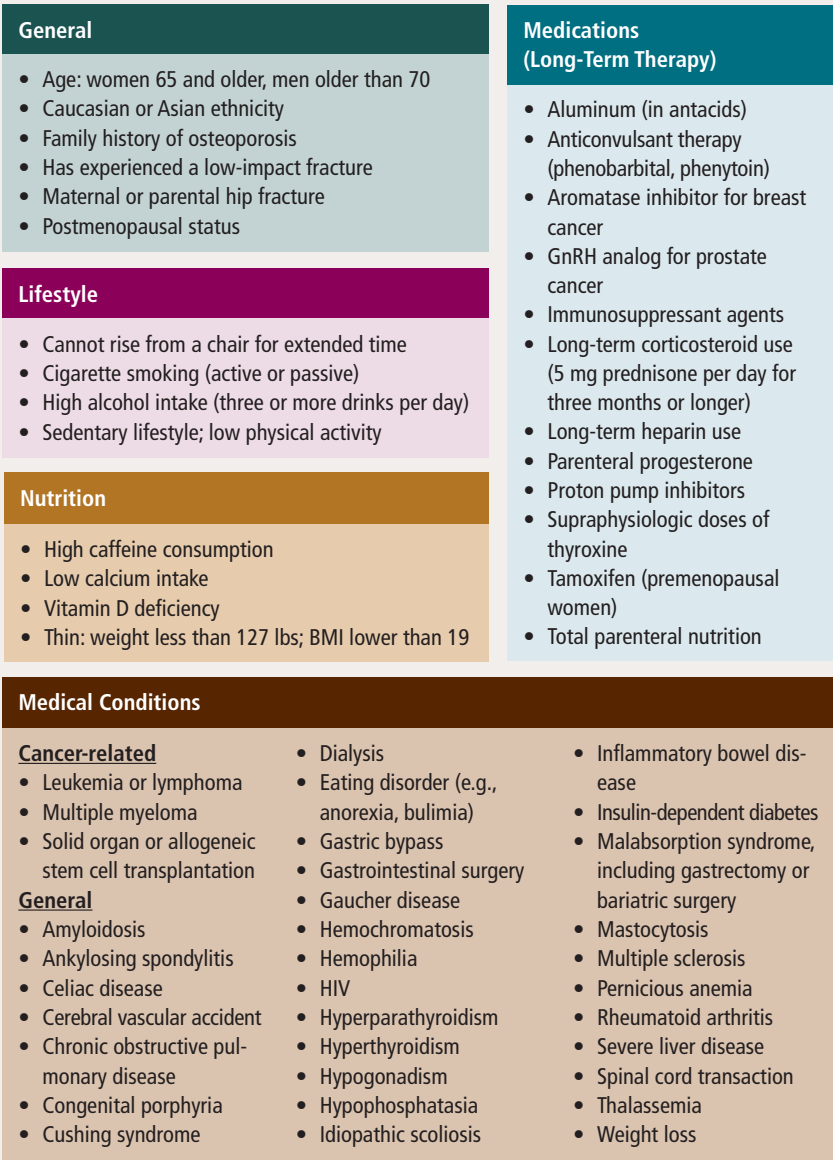 General
• Age: women 65 and older, men older than 70
• Caucasian or Asian ethnicity
• Family history of osteoporosis
• Has experienced a low-impact fracture
• Maternal or parental hip fracture
• Postmenopausal status
Lifestyle
• Cannot rise from a chair for extended time
• Cigarette smoking (active or passive)
• High alcohol intake (three or more drinks per day)
• Sedentary lifestyle; low physical activity
Nutrition
• High caffeine consumption
• Low calcium intake
• Vitamin D deficiency
• Thin: weight less than 127 lbs; BMI lower than 19
Medications
(Long-Term Therapy)
• Aluminum (in antacids)
• Anticonvulsant therapy
(phenobarbital, phenytoin)
• Aromatase inhibitor for breast
cancer
• GnRH analog for prostate
cancer
• Immunosuppressant agents
• Long-term corticosteroid use
(5 mg prednisone per day for
three months or longer)
• Long-term heparin use
• Parenteral progesterone
• Proton pump inhibitors
• Supraphysiologic doses of
thyroxine
• Tamoxifen (premenopausal
women)
• Total parenteral nutrition
Medical Conditions
Cancer-related
• Leukemia or lymphoma
• Multiple myeloma
• Solid organ or allogeneic
stem cell transplantation
General
• Amyloidosis
• Ankylosing spondylitis
• Celiac disease
• Cerebral vascular accident
• Chronic obstructive pul-
monary disease
• Congenital porphyria
• Cushing syndrome
• Dialysis
• Eating disorder (e.g.,
anorexia, bulimia)
• Gastric bypass
• Gastrointestinal surgery
• Gaucher disease
• Hemochromatosis
• Hemophilia
• HIV
• Hyperparathyroidism
• Hyperthyroidism
• Hypogonadism
• Hypophosphatasia
• Idiopathic scoliosis
• Inflammatory bowel dis-
ease
• Insulin-dependent diabetes
• Malabsorption syndrome,
including gastrectomy or
bariatric surgery
• Mastocytosis
• Multiple sclerosis
• Pernicious anemia
• Rheumatoid arthritis
• Severe liver disease
• Spinal cord transaction
• Thalassemia
• Weight loss